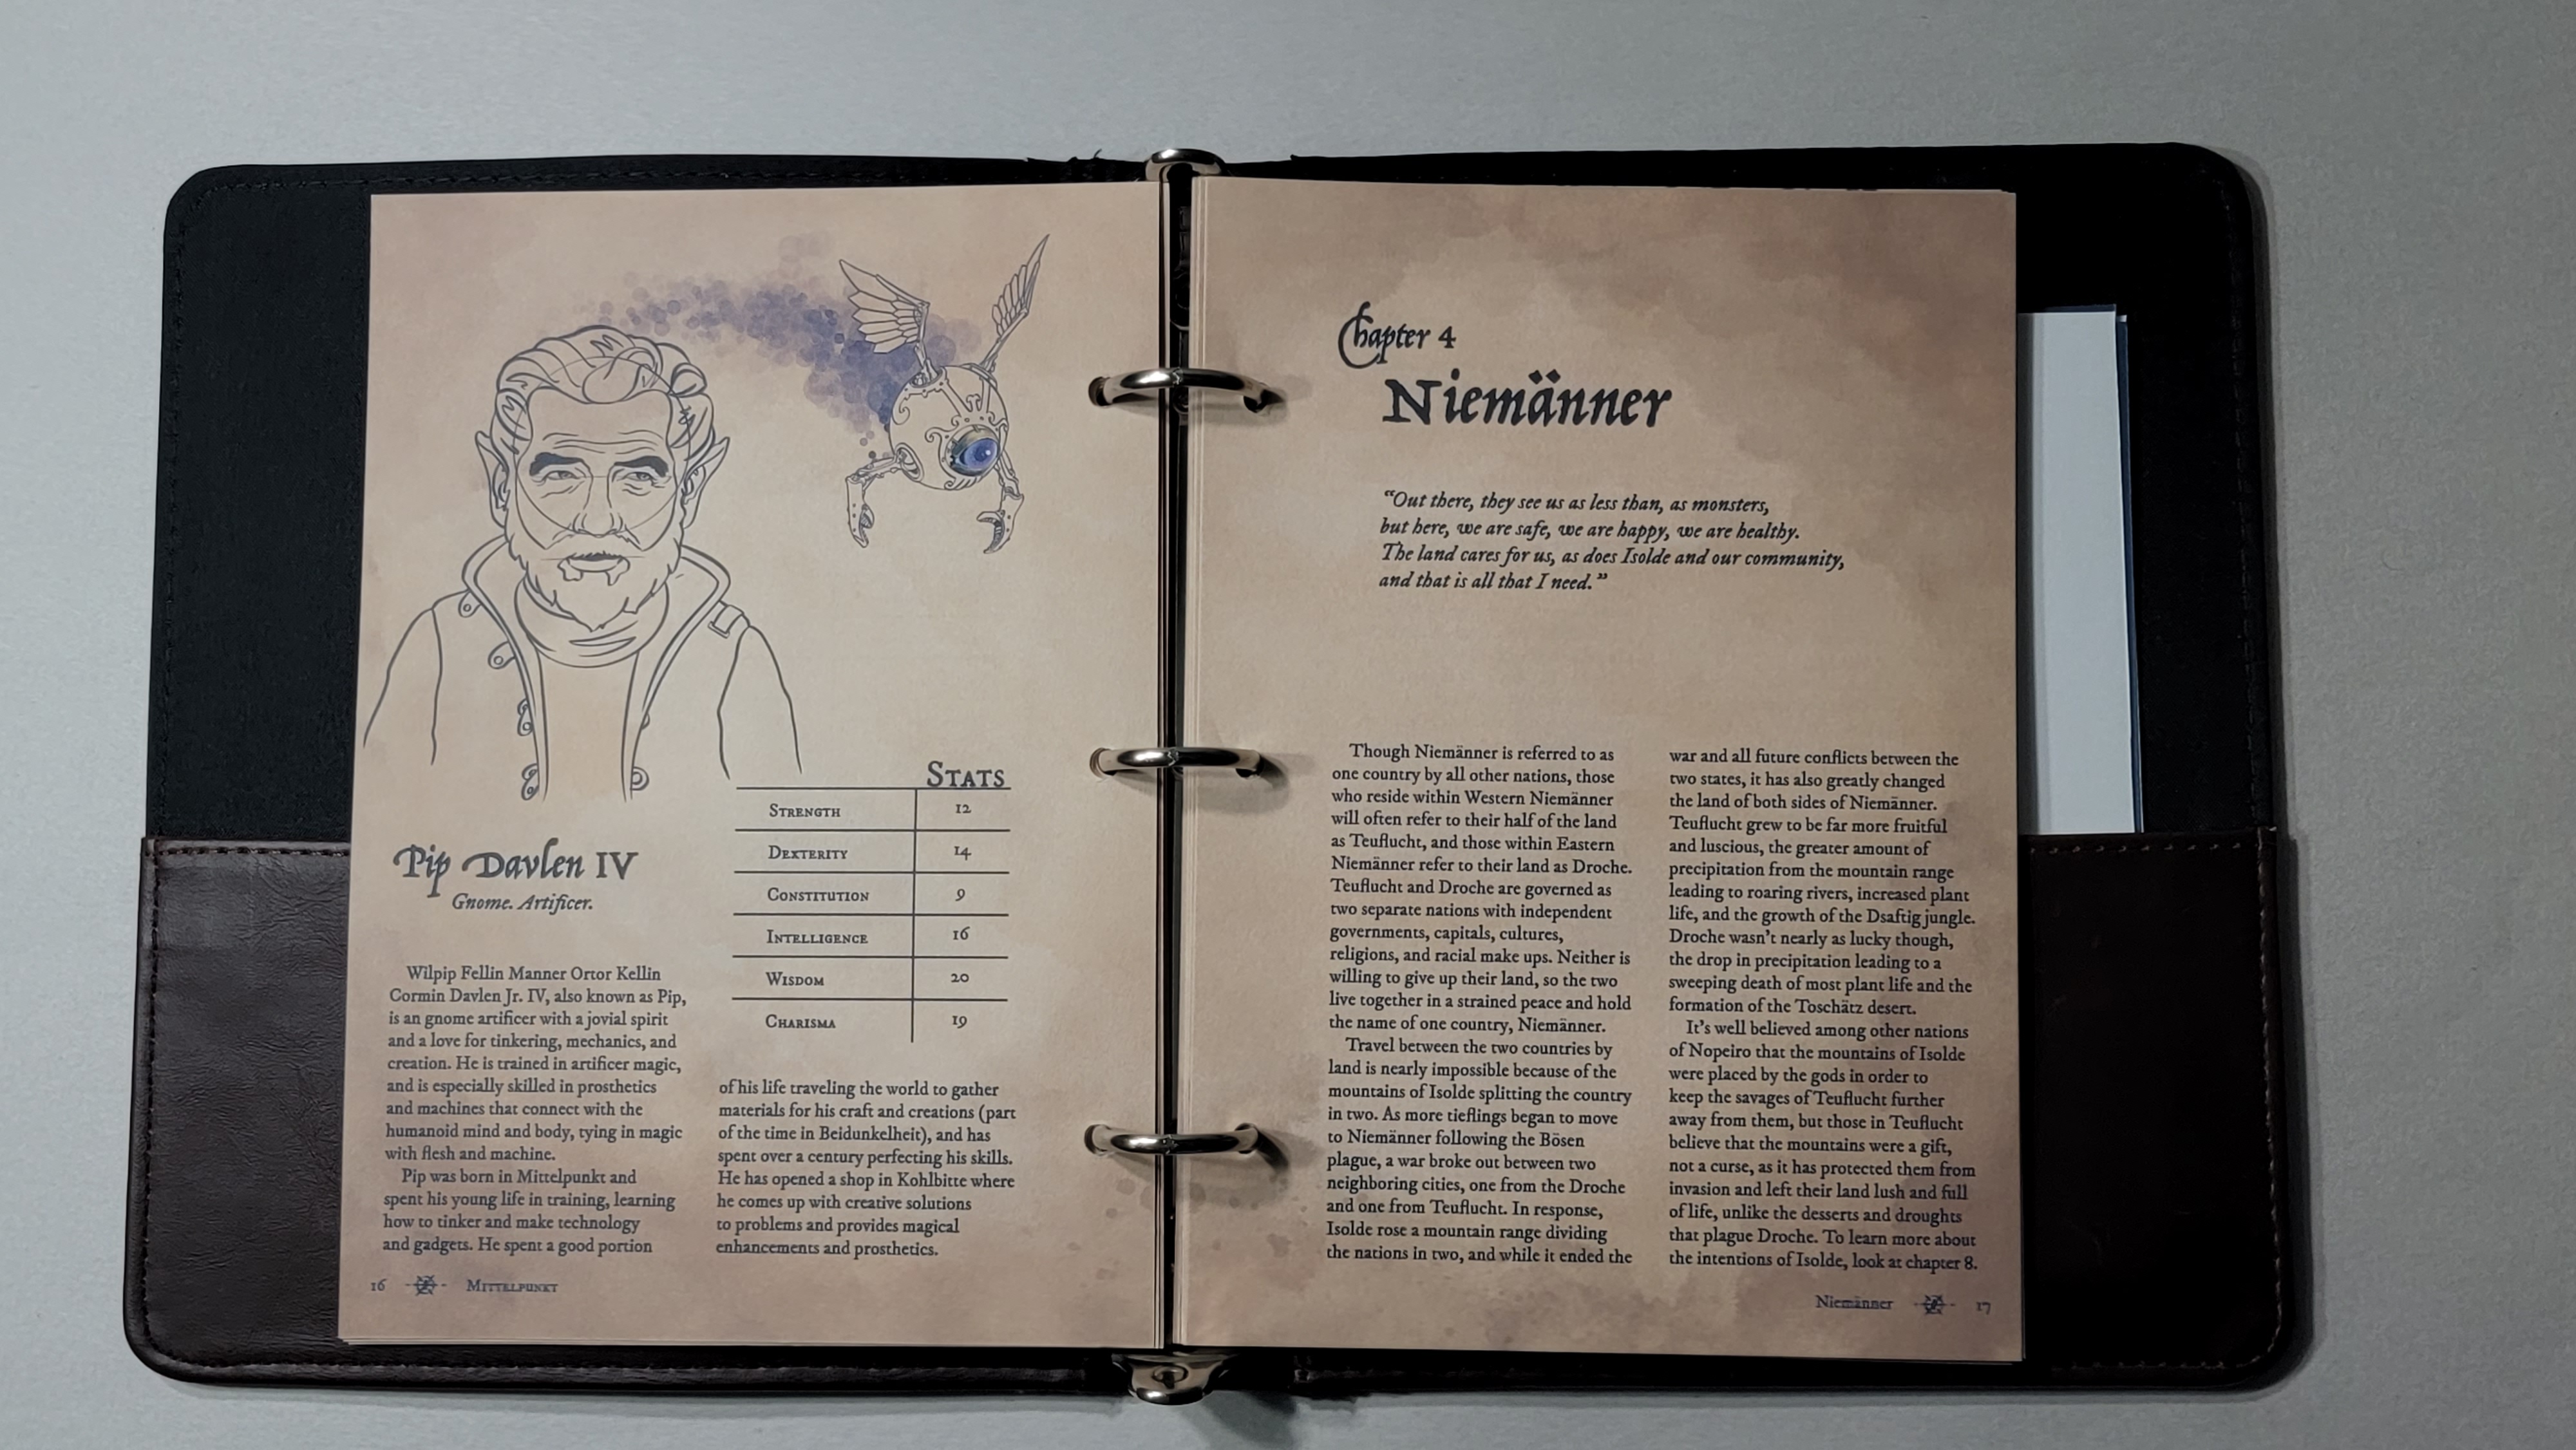 Pip Davlen IV
Gnome. Artificer.
Wilpip Fellin Manner Ortor Kellin
Cormin Davlen Jr. IV, also known as Pip,
is an gnome artificer with a jovial spirit
and a love for tinkering, mechanics, and
creation. He is trained in artificer magic,
and is especially skilled in prosthetics
and machines that connect with the
humanoid mind and body, tying in magic
with flesh and machine.
Pip was born in Mittelpunkt and
spent his young life in training, learning
how to tinker and make technology
and gadgets. He spent a good portion
Stats
Strength 12
Dexterity 14
Constitution 9
Intelligence 16
Wisdom 20
Charisma 19
of his life traveling the world to gather
materials for his craft and creations (part
of the time in Beidunkelheit), and has
spent over a century perfecting his skills.
He has opened a shop in Kohlbitte where
he comes up with creative solutions
to problems and provides magical
enhancements and prosthetics.
16 Mittelpunkt
Chapter 4
Niemänner
“Out there, they see us as less than, as monsters,
but here, we are safe, we are happy, we are healthy.
The land cares for us, as does Isolde and our community,
and that is all that I need.”
Though Niemänner is referred to as
one country by all other nations, those
who reside within Western Niemänner
will often refer to their half of the land
as Teuflucht, and those within Eastern
Niemänner refer to their land as Droche.
Teuflucht and Droche are governed as
two separate nations with independent
governments, capitals, cultures,
religions, and racial make ups. Neither is
willing to give up their land, so the two
live together in a strained peace and hold
the name of one country, Niemänner.
Travel between the two countries by
land is nearly impossible because of the
mountains of Isolde splitting the country
in two. As more tieflings began to move
to Niemänner following the Bösen
plague, a war broke out between two
neighboring cities, one from the Droche
and one from Teuflucht. In response,
Isolde rose a mountain range dividing
the nations in two, and while it ended the
war and all future conflicts between the
two states, it has also greatly changed
the land of both sides of Niemänner.
Teuflucht grew to be far more fruitful
and luscious, the greater amount of
precipitation from the mountain range
leading to roaring rivers, increased plant
life, and the growth of the Dsaftig jungle.
Droche wasn't nearly as lucky though,
the drop in precipitation leading to a
sweeping death of most plant life and the
formation of the Toschätz desert.
It's well believed among other nations
of Nopeiro that the mountains of Isolde
were placed by the gods in order to
keep the savages of Teuflucht further
away from them, but those in Teuflucht
believe that the mountains were a gift,
not a curse, as it has protected them from
invasion and left their land lush and full
of life, unlike the desserts and droughts
that plague Droche. To learn more about
the intentions of Isolde, look at chapter 8.
Niemänner 17